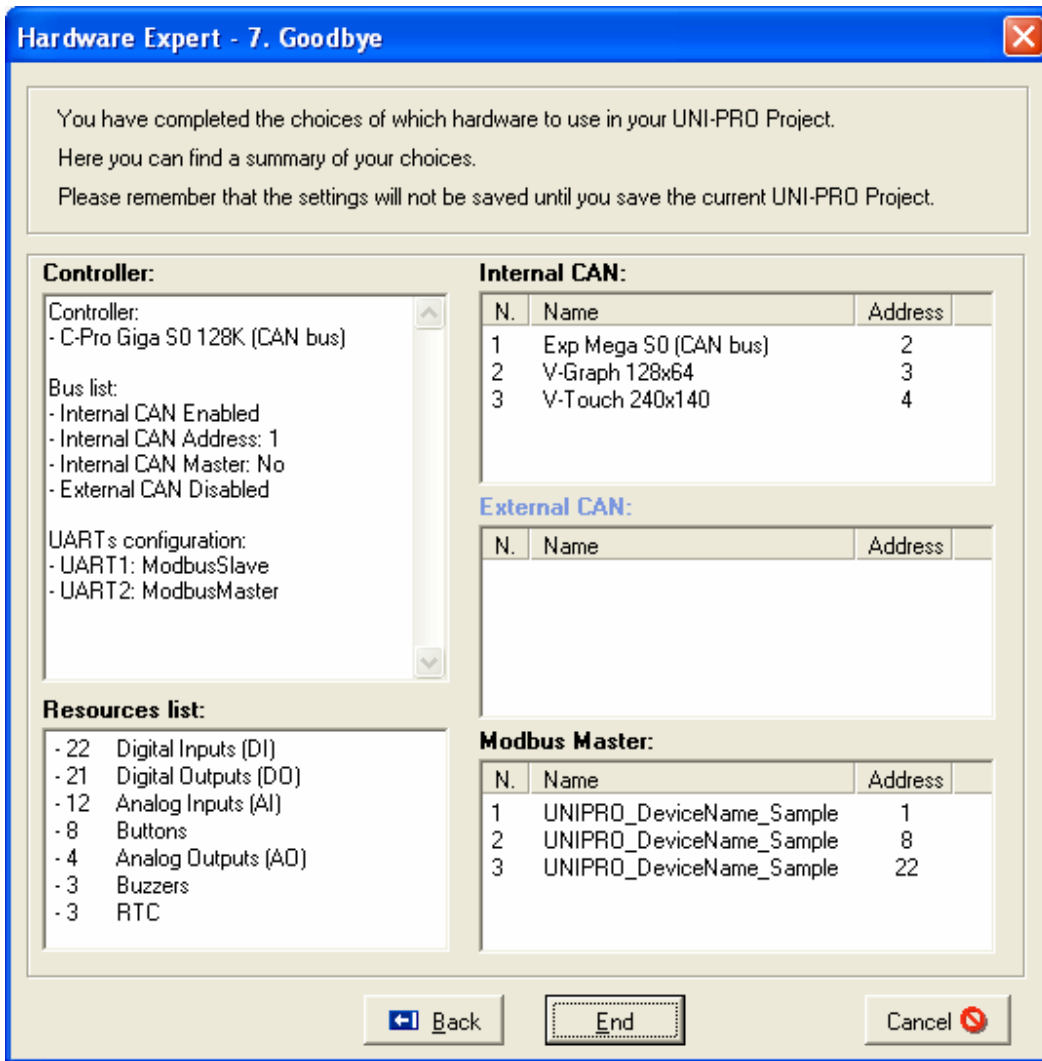 Hardware Expert - 7. Goodbye
You have completed the choices of which hardware to use in your UNI-PRO Project.
Here you can find a summary of your choices.
Please remember that the settings will not be saved until you save the current UNI-PRO Project.
Controller:
Controller:
- C-Pro Giga S0 128K (CAN bus)
Bus list:
- Internal CAN Enabled
- Internal CAN Address: 1
- Internal CAN Master: No
- External CAN Disabled
UARTs configuration:
- UART1: ModbusSlave
- UART2: ModbusMaster
Resources list:
- 22 Digital Inputs (DI)
- 21 Digital Outputs (DO)
- 12 Analog Inputs (AI)
- 8 Buttons
- 4 Analog Outputs (AO)
- 3 Buzzers
- 3 RTC
Internal CAN:
N. Name Address
1 Exp Mega S0 (CAN bus) 2
2 V-Graph 128x64 3
3 V-Touch 240x140 4
External CAN:
N. Name Address
Modbus Master:
N. Name Address
1 UNIPRO_DeviceName_Sample 1
2 UNIPRO_DeviceName_Sample 8
3 UNIPRO_DeviceName_Sample 22
Back
End
Cancel